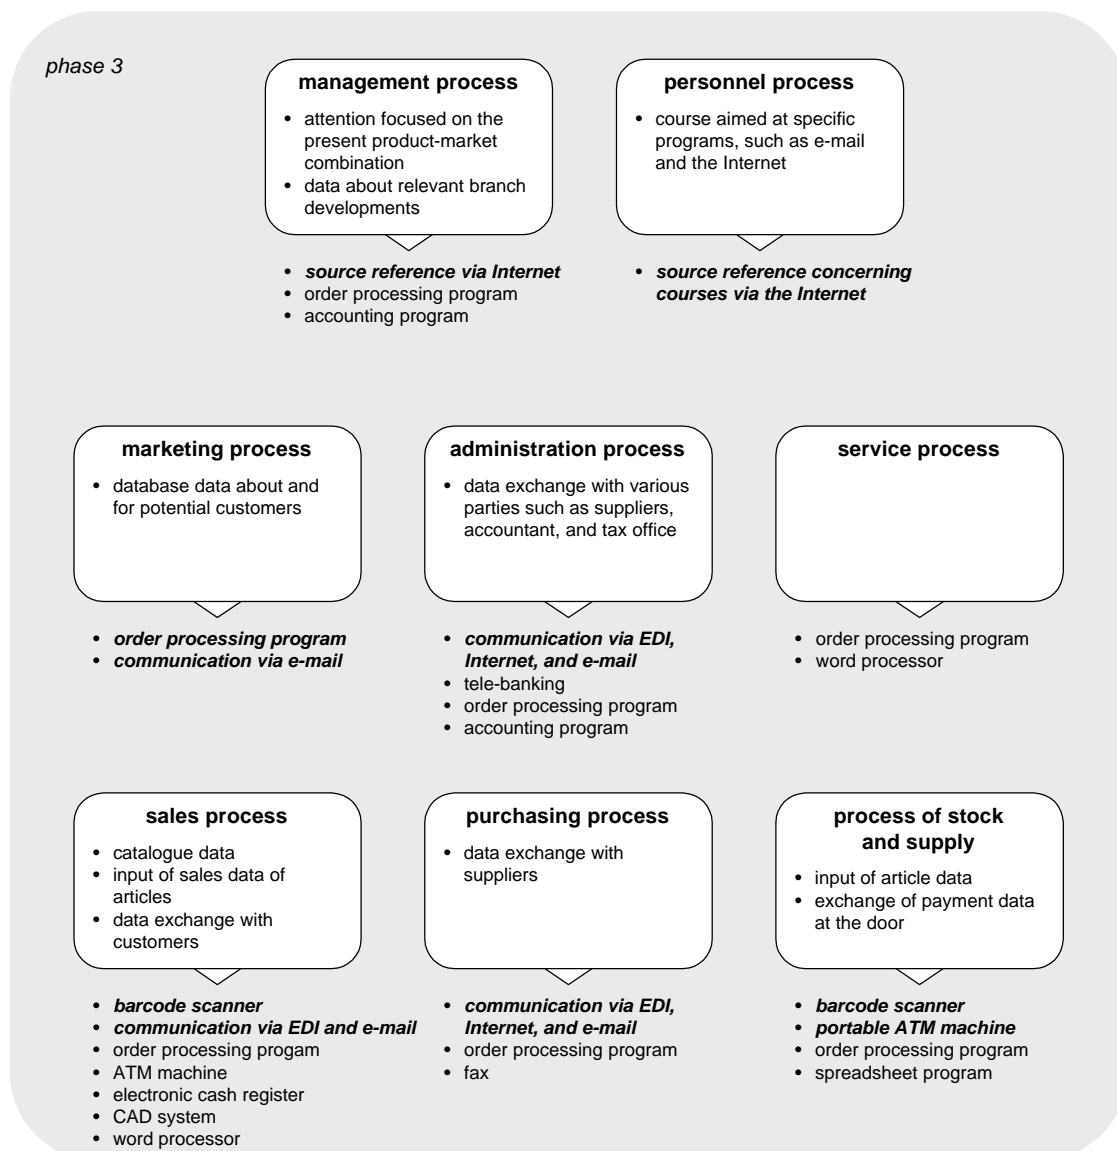 phase 3
management process
• attention focused on the
present product-market
combination
• data about relevant branch
developments
• source reference via Internet
• order processing program
• accounting program
personnel process
• course aimed at specific
programs, such as e-mail
and the Internet
• source reference concerning
courses via the Internet
marketing process
• database data about and
for potential customers
• order processing program
• communication via e-mail
administration process
• data exchange with various
parties such as suppliers,
accountant, and tax office
• communication via EDI,
Internet, and e-mail
• tele-banking
• order processing program
• accounting program
service process
• order processing program
• word processor
sales process
• catalogue data
• input of sales data of
articles
• data exchange with
customers
• barcode scanner
• communication via EDI and e-mail
• order processing progam
• ATM machine
• electronic cash register
• CAD system
• word processor
purchasing process
• data exchange with
suppliers
• communication via EDI,
Internet, and e-mail
• order processing program
• fax
process of stock
and supply
• input of article data
• exchange of payment data
at the door
• barcode scanner
• portable ATM machine
• order processing program
• spreadsheet program